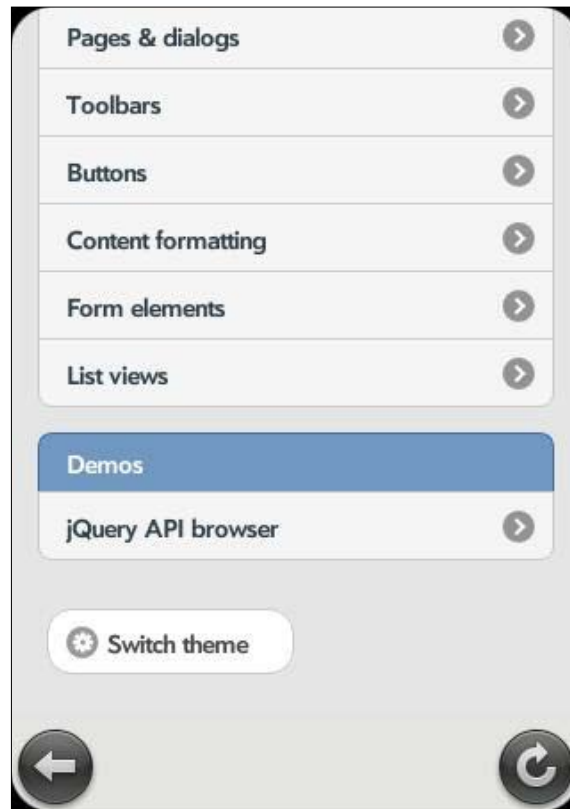 Pages & dialogs
Toolbars
Buttons
Content formatting
Form elements
List views
Demos
jQuery API browser
Switch theme